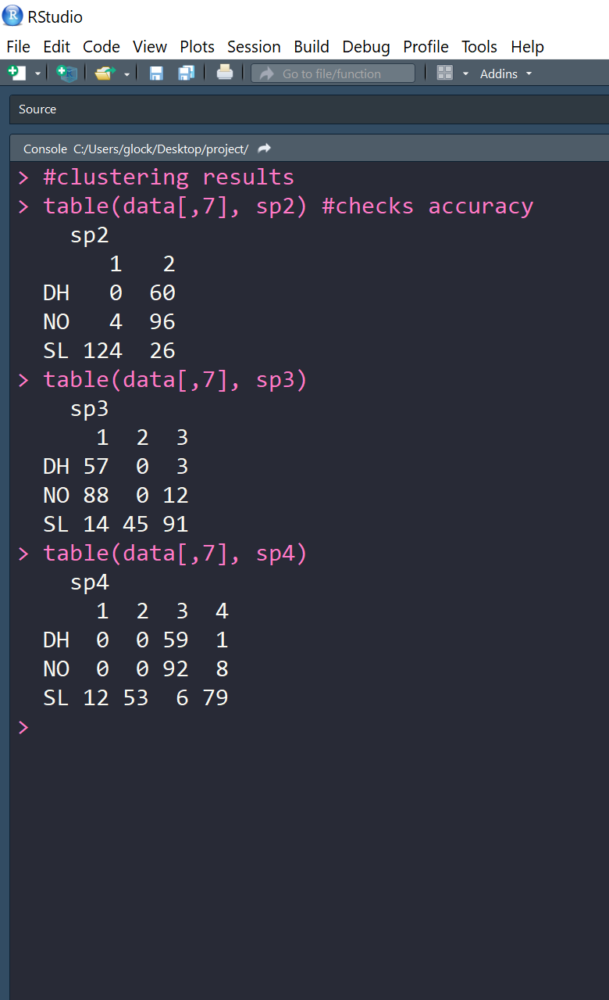 RStudio
File Edit Code View Plots Session Build Debug Profile Tools Help
Go to file/function Addins
Source
Console C:/Users/glock/Desktop/project/
> #clustering results
> table(data[,7], sp2) #checks accuracy
    sp2
       1   2
  DH   0  60
  NO   4  96
  SL 124  26
> table(data[,7], sp3)
    sp3
      1  2  3
  DH 57  0  3
  NO 88  0 12
  SL 14 45 91
> table(data[,7], sp4)
    sp4
      1  2  3  4
  DH  0  0 59  1
  NO  0  0 92  8
  SL 12 53  6 79
>